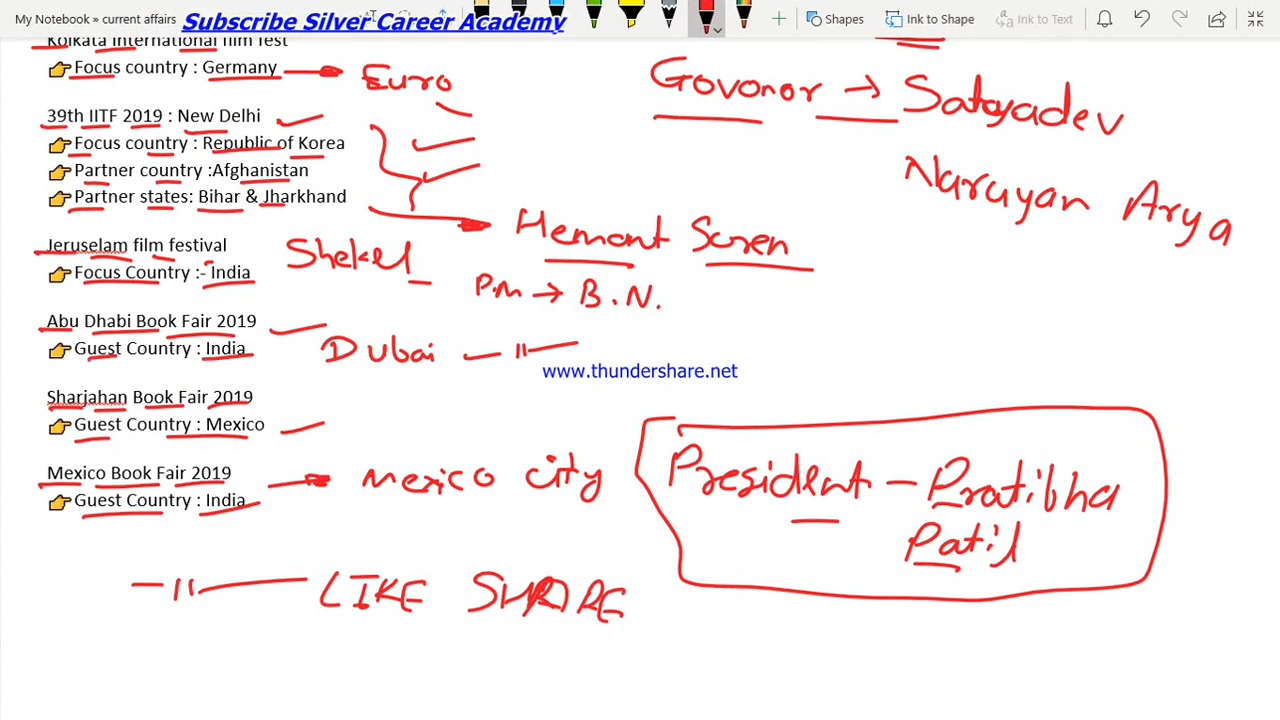 My Notebook » current affairs
Subscribe Silver Career Academy
Shapes
Ink to Shape
Ink to Text
Kolkata International film fest
👉 Focus country : Germany
Euro
39th IITF 2019 : New Delhi
👉 Focus country : Republic of Korea
👉 Partner country :Afghanistan
👉 Partner states: Bihar & Jharkhand
Hemant Soren
Jeruselam film festival
👉 Focus Country :- India
Shekel
P.M → B.N.
Abu Dhabi Book Fair 2019
👉 Guest Country : India
Dubai
Sharjahan Book Fair 2019
👉 Guest Country : Mexico
Mexico Book Fair 2019
👉 Guest Country : India
Mexico city
LIKE SHARE
Govonor → Satyadev
Narayan Arya
www.thundershare.net
President - Pratibha
Patil